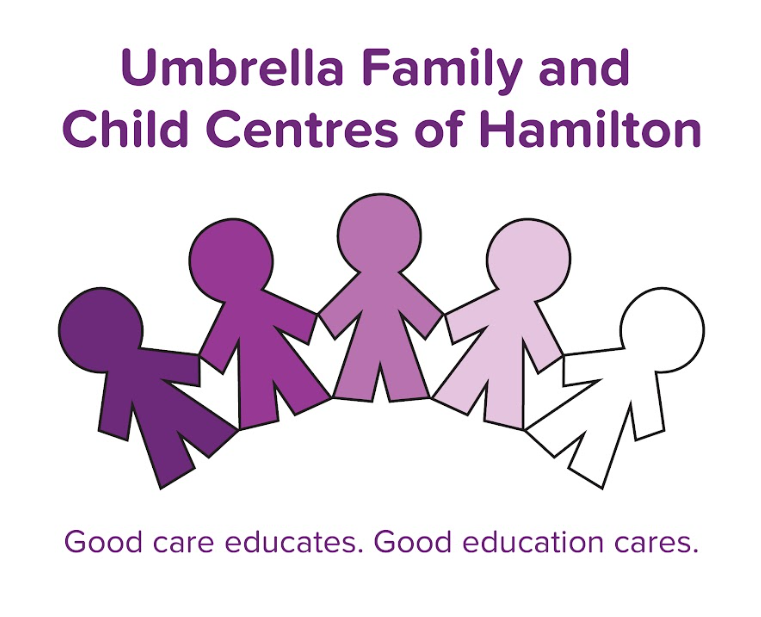 Umbrella Family and
Child Centres of Hamilton
Good care educates. Good education cares.